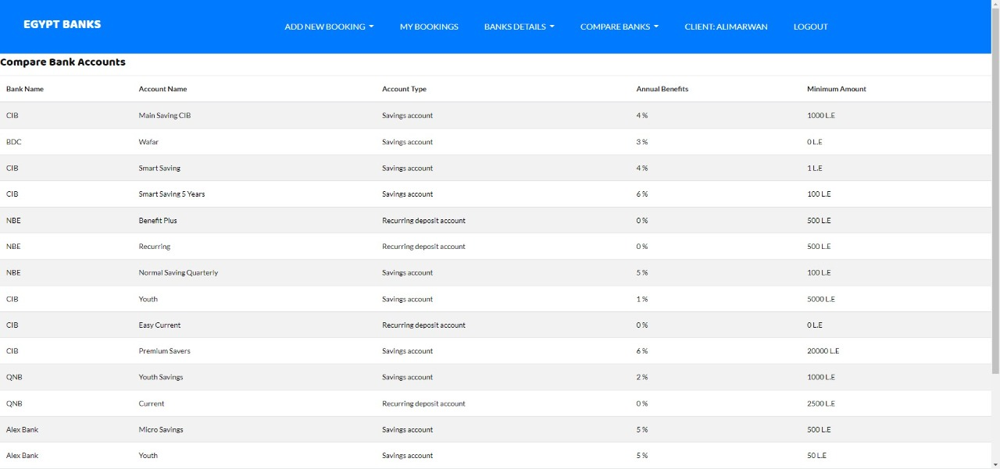 EGYPT BANKS
ADD NEW BOOKING MY BOOKINGS BANKS DETAILS COMPARE BANKS CLIENT: ALIMARWAN LOGOUT
Compare Bank Accounts
Bank Name Account Name Account Type Annual Benefits Minimum Amount
CIB Main Saving CIB Savings account 4 % 1000 L.E
BDC Wafar Savings account 3 % 0 L.E
CIB Smart Saving Savings account 4 % 1 L.E
CIB Smart Saving 5 Years Savings account 6 % 100 L.E
NBE Benefit Plus Recurring deposit account 0 % 500 L.E
NBE Recurring Recurring deposit account 0 % 500 L.E
NBE Normal Saving Quarterly Savings account 5 % 100 L.E
CIB Youth Savings account 1 % 5000 L.E
CIB Easy Current Recurring deposit account 0 % 0 L.E
CIB Premium Savers Savings account 6 % 20000 L.E
QNB Youth Savings Savings account 2 % 1000 L.E
QNB Current Recurring deposit account 0 % 2500 L.E
Alex Bank Micro Savings Savings account 5 % 500 L.E
Alex Bank Youth Savings account 5 % 50 L.E